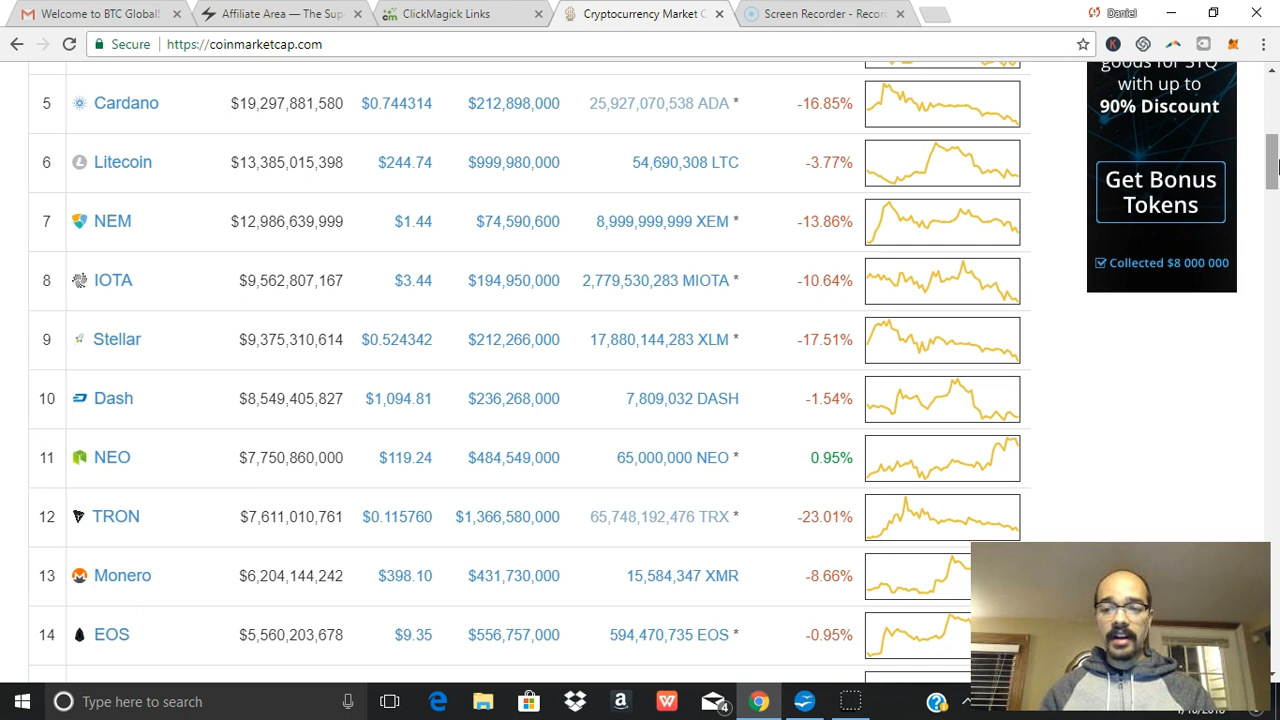 Welcome to BTC Global!
Affiliate Area — The Sup
ClickMagick Links
Cryptocurrency Market C
Screen Recorder - Record
Daniel
Secure https://coinmarketcap.com
goods for STQ
with up to
90% Discount
Get Bonus
Tokens
Collected $8 000 000
5 Cardano $19,297,881,580 $0.744314 $212,898,000 25,927,070,538 ADA * -16.85%
6 Litecoin $13,385,015,398 $244.74 $999,980,000 54,690,308 LTC -3.77%
7 NEM $12,986,639,999 $1.44 $74,590,600 8,999,999,999 XEM * -13.86%
8 IOTA $9,562,807,167 $3.44 $194,950,000 2,779,530,283 MIOTA * -10.64%
9 Stellar $9,375,310,614 $0.524342 $212,266,000 17,880,144,283 XLM * -17.51%
10 Dash $8,549,405,827 $1,094.81 $236,268,000 7,809,032 DASH -1.54%
11 NEO $7,750,890,000 $119.24 $484,549,000 65,000,000 NEO * 0.95%
12 TRON $7,611,010,761 $0.115760 $1,366,580,000 65,748,192,476 TRX * -23.01%
13 Monero $6,204,144,242 $398.10 $431,730,000 15,584,347 XMR -8.66%
14 EOS $5,560,203,678 $9.35 $556,757,000 594,470,735 EOS * -0.95%
Type here to search